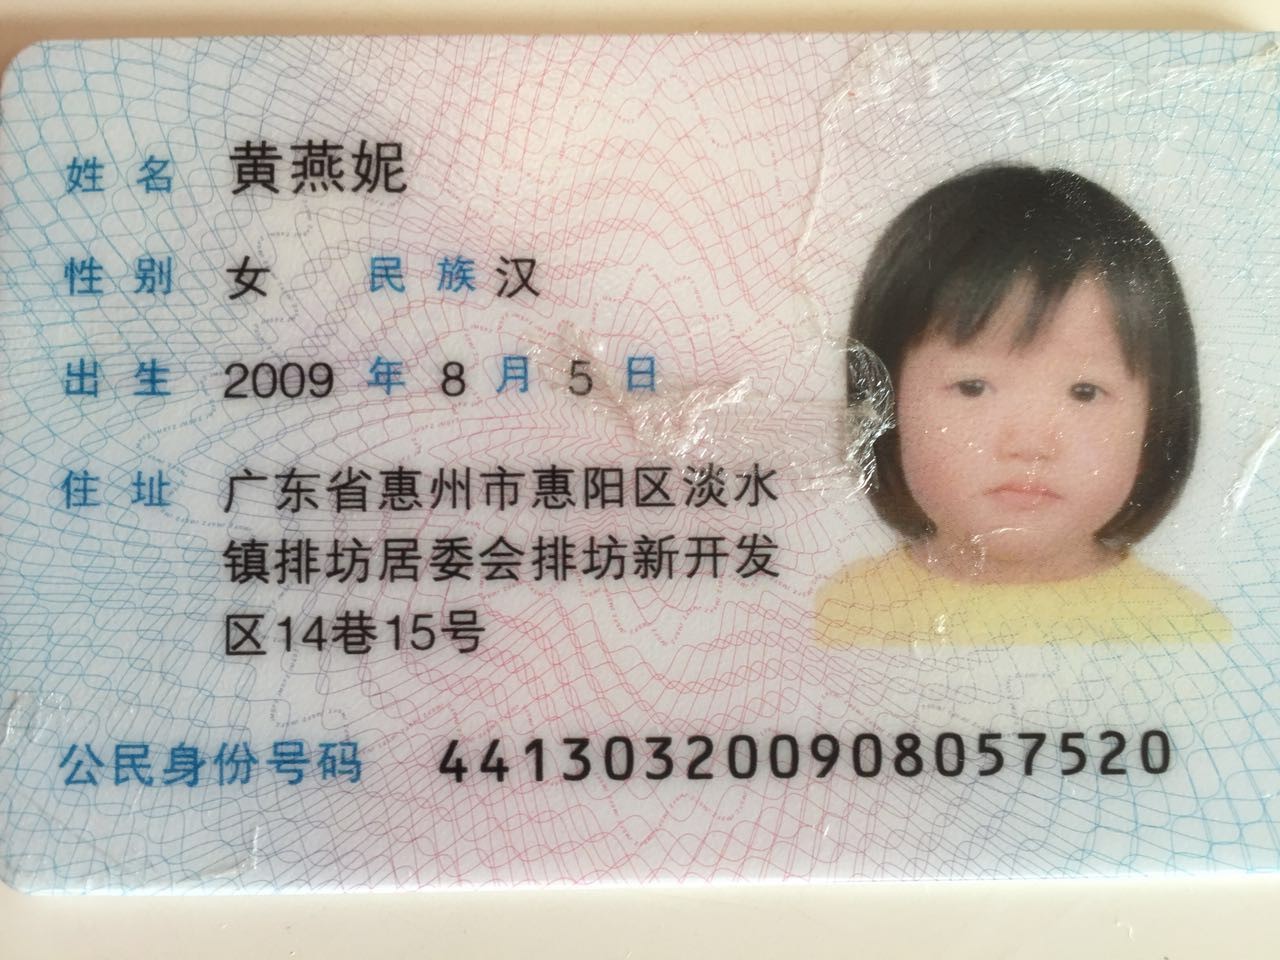 姓名 黄燕妮
性别 女 民族 汉
出生 2009 年 8 月 5 日
住址 广东省惠州市惠阳区淡水
镇排坊居委会排坊新开发
区14巷15号
公民身份号码 441303200908057520